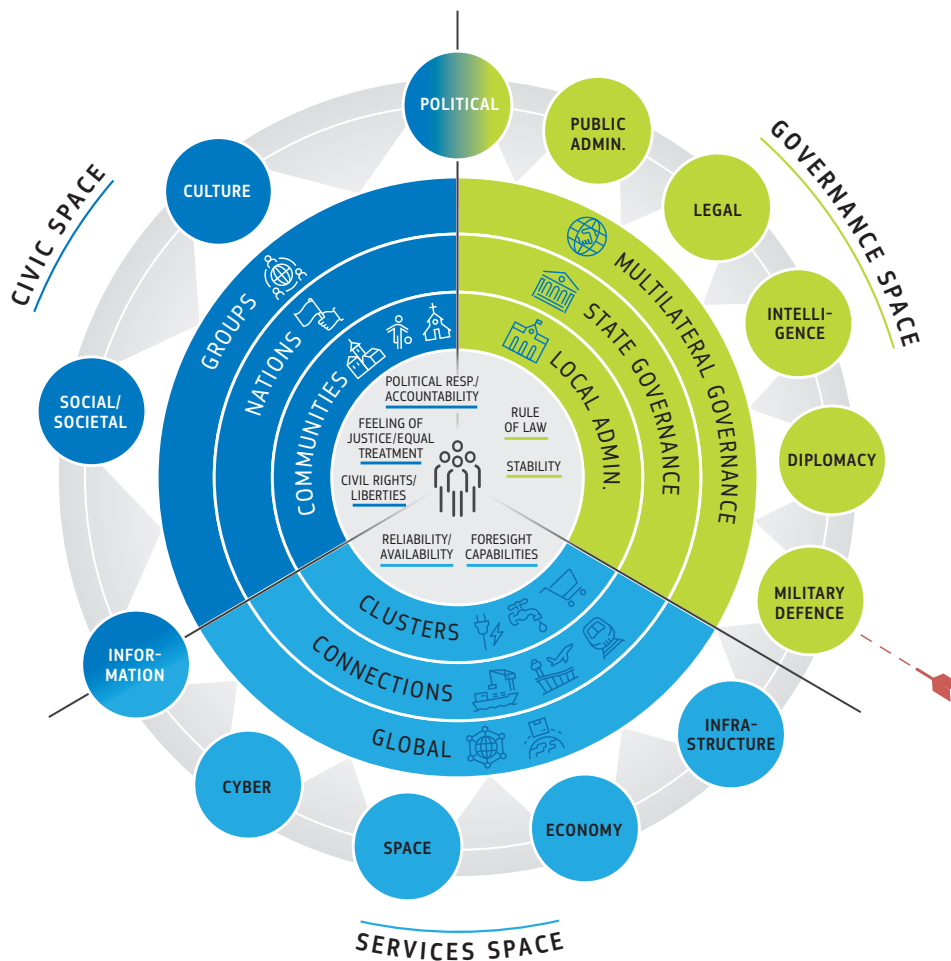 POLITICAL
PUBLIC
ADMIN.
LEGAL
INTELLI-
GENCE
DIPLOMACY
MILITARY
DEFENCE
INFRA-
STRUCTURE
ECONOMY
SPACE
CYBER
INFOR-
MATION
SOCIAL/
SOCIETAL
CULTURE
CIVIC SPACE
GOVERNANCE SPACE
SERVICES SPACE
GROUPS
NATIONS
COMMUNITIES
MULTILATERAL GOVERNANCE
STATE GOVERNANCE
LOCAL ADMIN.
CLUSTERS
CONNECTIONS
GLOBAL
POLITICAL RESP./
ACCOUNTABILITY
FEELING OF
JUSTICE/EQUAL
TREATMENT
CIVIL RIGHTS/
LIBERTIES
RULE
OF LAW
STABILITY
RELIABILITY/
AVAILABILITY
FORESIGHT
CAPABILITIES